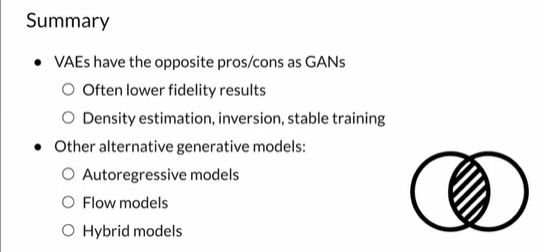 Summary
• VAEs have the opposite pros/cons as GANs
○ Often lower fidelity results
○ Density estimation, inversion, stable training
• Other alternative generative models:
○ Autoregressive models
○ Flow models
○ Hybrid models